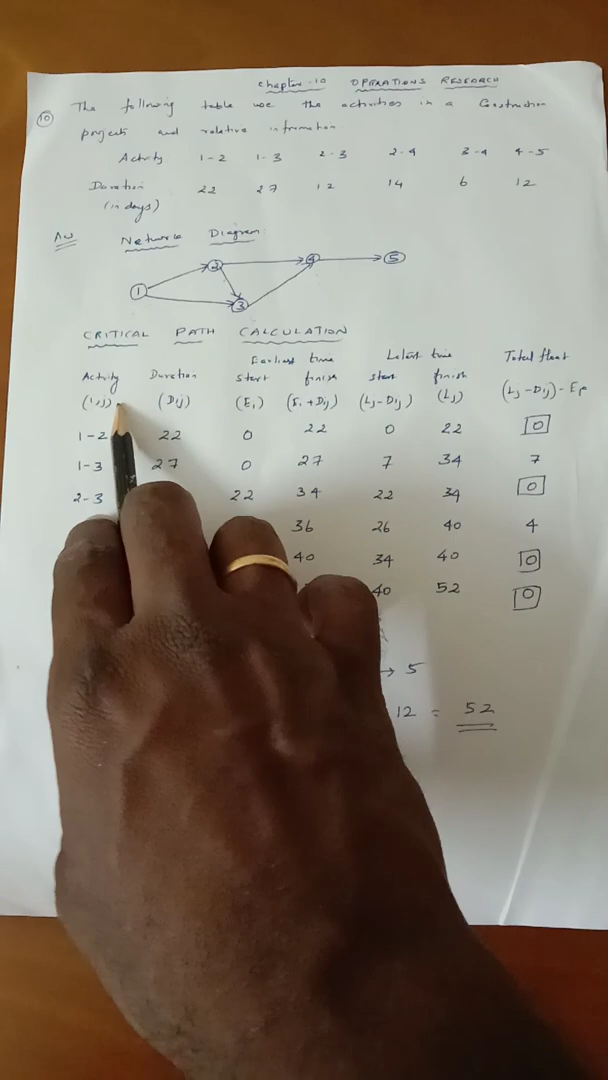 Chapter-10 OPERATIONS RESEARCH
10 The following table use the activities in a Construction
projects and relative information.
Activity 1-2 1-3 2-3 2-4 3-4 4-5
Duration 22 27 12 14 6 12
(in days)
Network Diagram:
2 4 5
1 3
CRITICAL PATH CALCULATION
Earliest time Latest time Total float
Activity Duration start finish start finish
(i,j) (Dij) (Ei) (Ei + Dij) (Lj - Dij) (Lj) (Lj - Dij) - Ei
1-2 22 0 22 0 22 0
1-3 27 0 27 7 34 7
2-3 22 34 22 34 0
36 26 40 4
40 34 40 0
40 52 0
→ 5
12 = 52